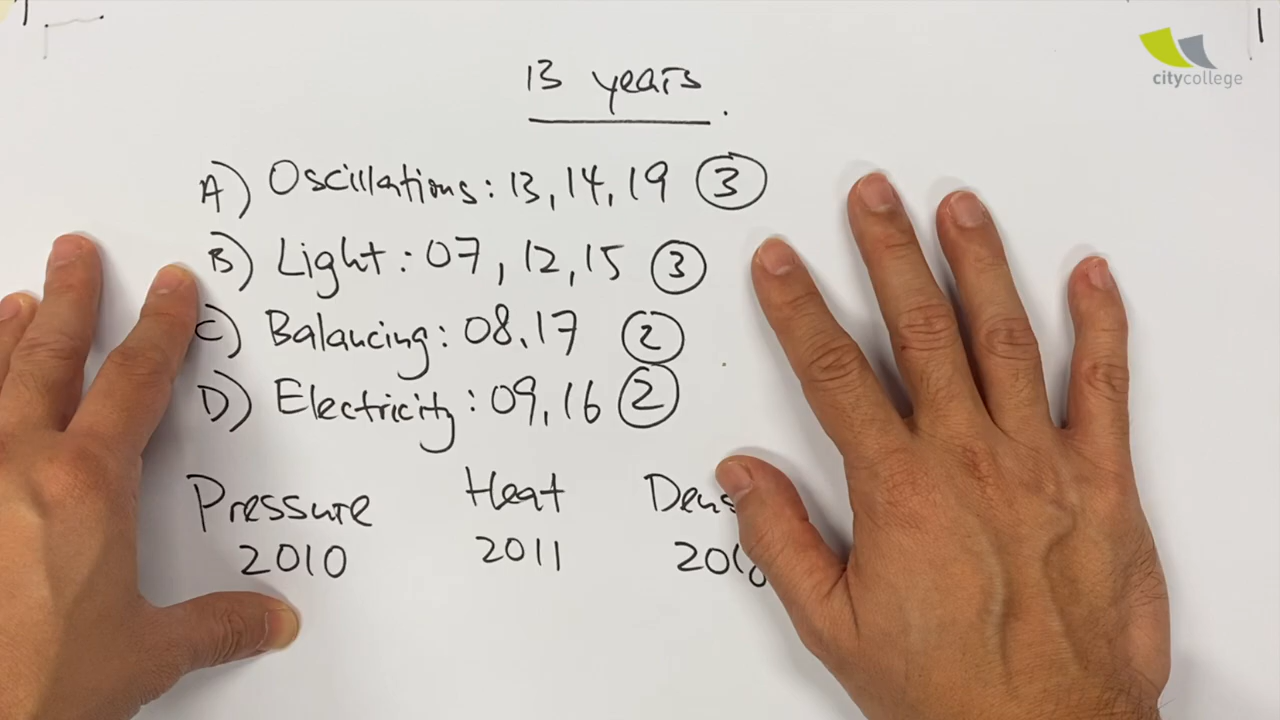 citycollege
13 years.
A) Oscillations: 13, 14, 19 3
B) Light: 07, 12, 15 3
C) Balancing: 08, 17 2
D) Electricity: 09, 16 2
Pressure Heat
2010 2011